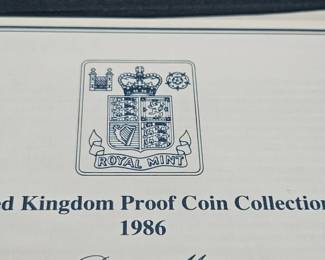 ROYAL MINT
ed Kingdom Proof Coin Collection
1986